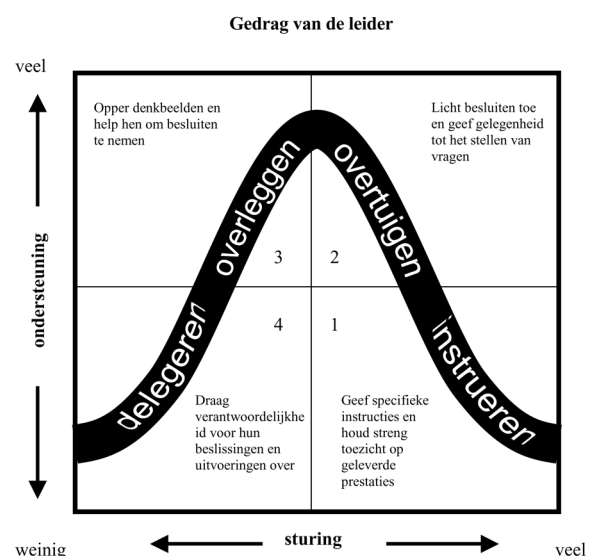 Gedrag van de leider
veel
Opper denkbeelden en
help hen om besluiten
te nemen
Licht besluiten toe
en geef gelegenheid
tot het stellen van
vragen
overleggen
overtuigen
3
2
ondersteuning
4
1
delegeren
instrueren
Draag
verantwoordelijkhe
id voor hun
beslissingen en
uitvoeringen over
Geef specifieke
instructies en
houd streng
toezicht op
geleverde
prestaties
weinig
sturing
veel